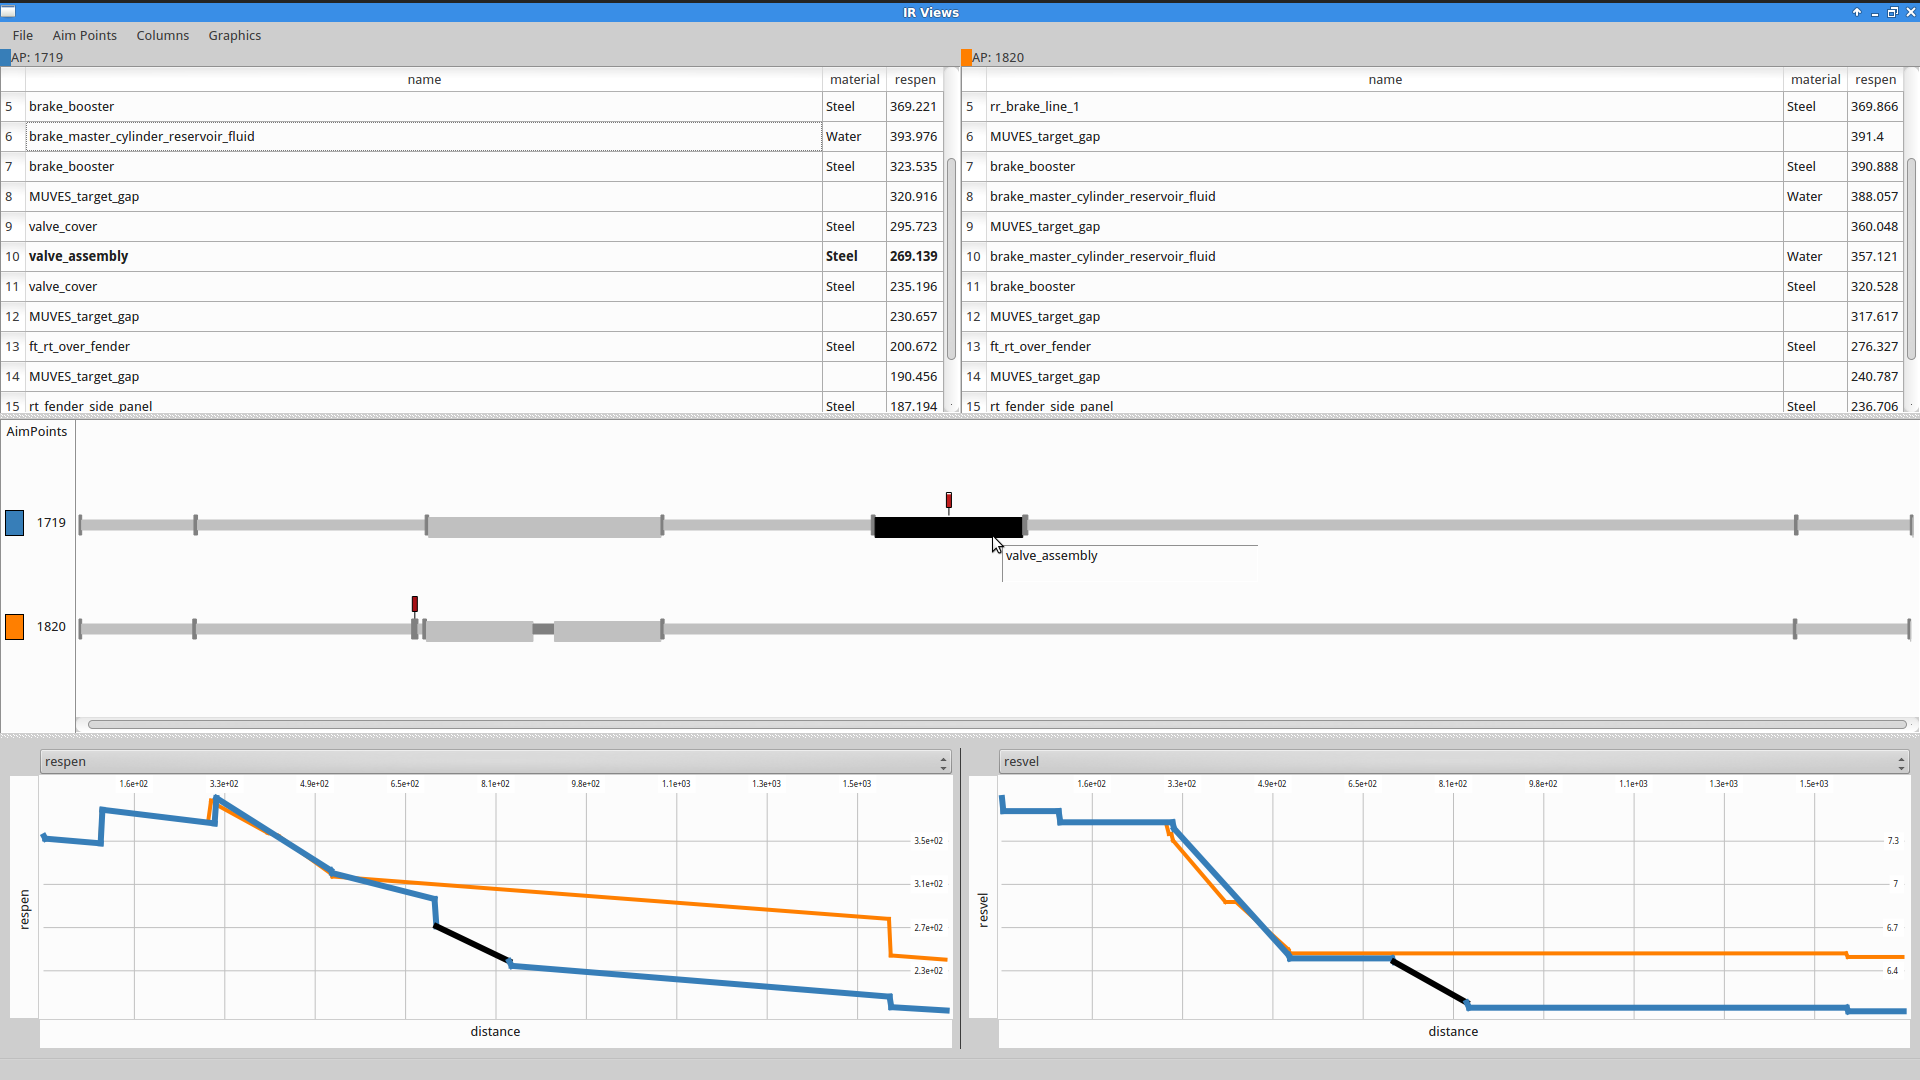 IR Views
File Aim Points Columns Graphics
AP: 1719
name material respen
5 brake_booster Steel 369.221
6 brake_master_cylinder_reservoir_fluid Water 393.976
7 brake_booster Steel 323.535
8 MUVES_target_gap 320.916
9 valve_cover Steel 295.723
10 valve_assembly Steel 269.139
11 valve_cover Steel 235.196
12 MUVES_target_gap 230.657
13 ft_rt_over_fender Steel 200.672
14 MUVES_target_gap 190.456
15 rt_fender_side_panel Steel 187.194
AP: 1820
name material respen
5 rr_brake_line_1 Steel 369.866
6 MUVES_target_gap 391.4
7 brake_booster Steel 390.888
8 brake_master_cylinder_reservoir_fluid Water 388.057
9 MUVES_target_gap 360.048
10 brake_master_cylinder_reservoir_fluid Water 357.121
11 brake_booster Steel 320.528
12 MUVES_target_gap 317.617
13 ft_rt_over_fender Steel 276.327
14 MUVES_target_gap 240.787
15 rt_fender_side_panel Steel 236.706
AimPoints
1719
valve_assembly
1820
respen
1.6e+02 3.3e+02 4.9e+02 6.5e+02 8.1e+02 9.8e+02 1.1e+03 1.3e+03 1.5e+03
3.5e+02
3.1e+02
2.7e+02
2.3e+02
respen
distance
resvel
1.6e+02 3.3e+02 4.9e+02 6.5e+02 8.1e+02 9.8e+02 1.1e+03 1.3e+03 1.5e+03
7.3
7
6.7
6.4
resvel
distance